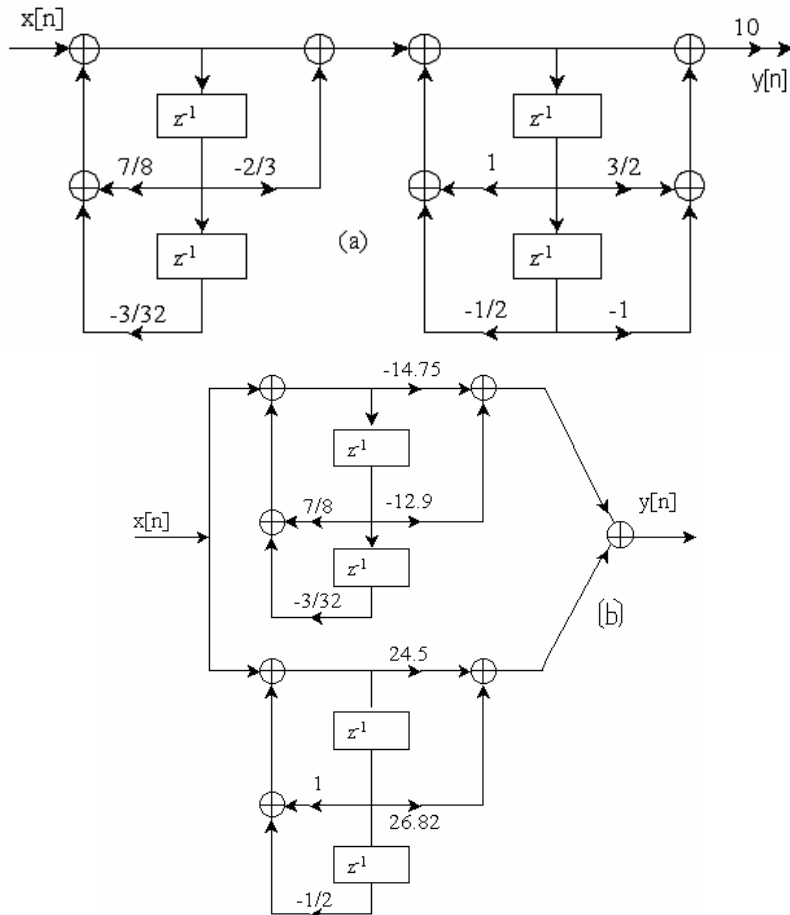 x[n]
10
y[n]
z-1
z-1
7/8
-2/3
1
3/2
z-1
z-1
(a)
-3/32
-1/2
-1
-14.75
z-1
x[n]
7/8
-12.9
y[n]
z-1
-3/32
(b)
24.5
z-1
1
26.82
z-1
-1/2